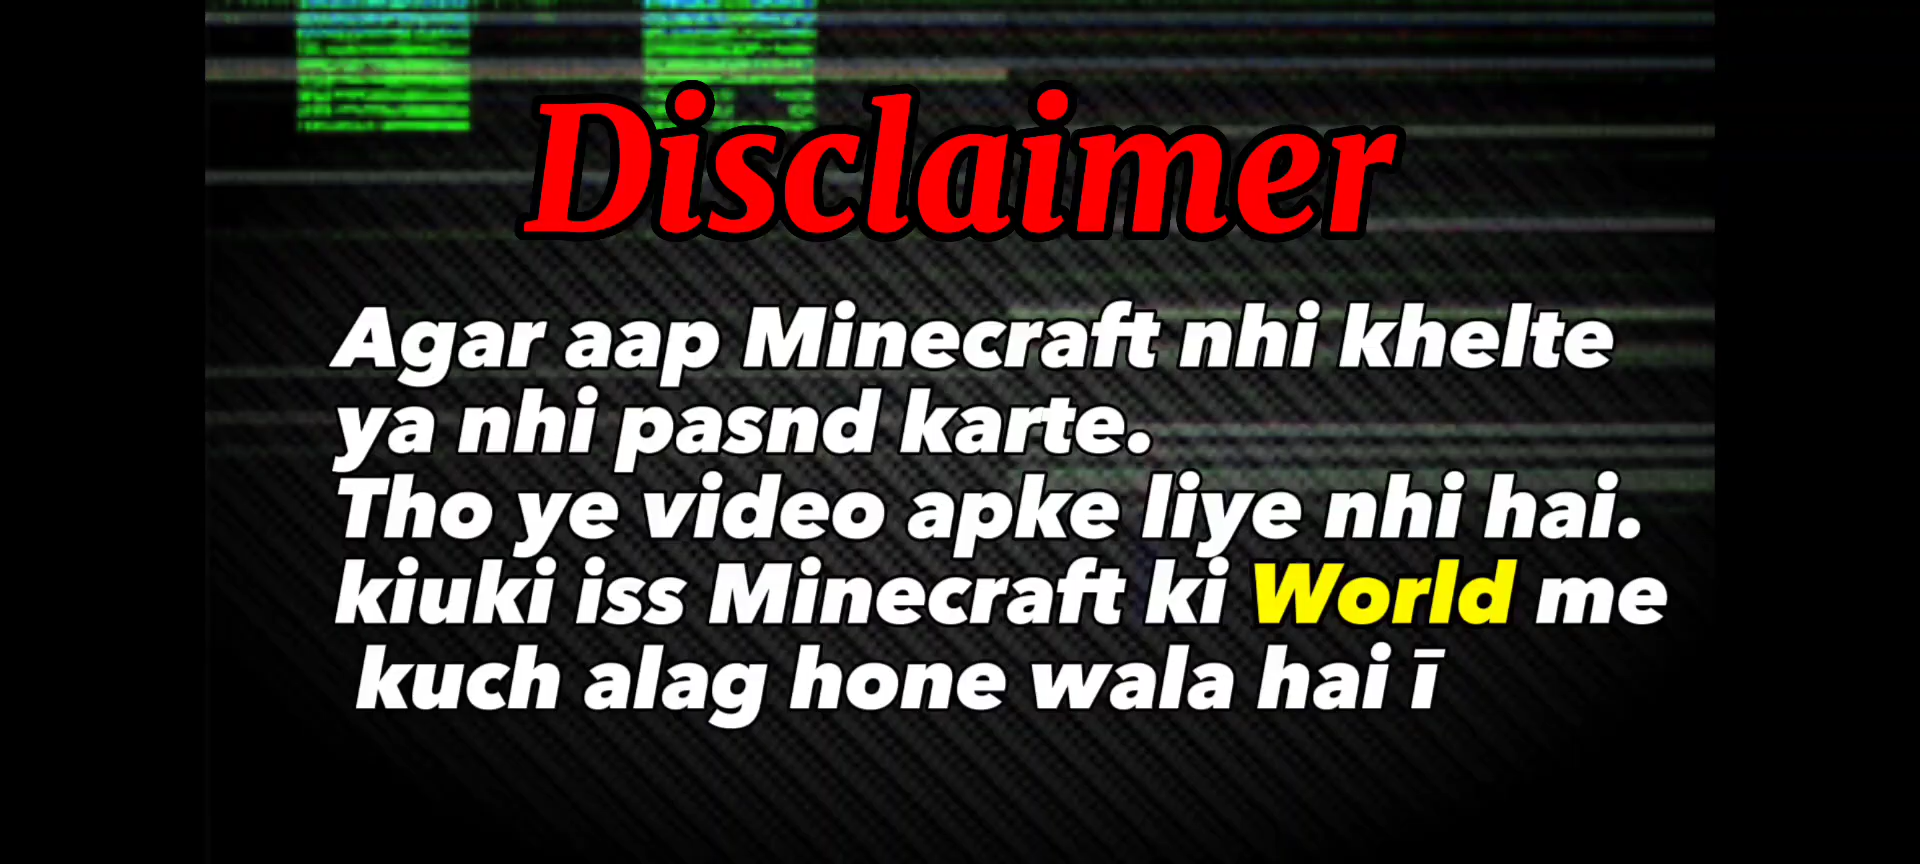 Disclaimer
Agar aap Minecraft nhi khelte
ya nhi pasnd karte.
Tho ye video apke liye nhi hai.
kiuki iss Minecraft ki World me
kuch alag hone wala hai ī